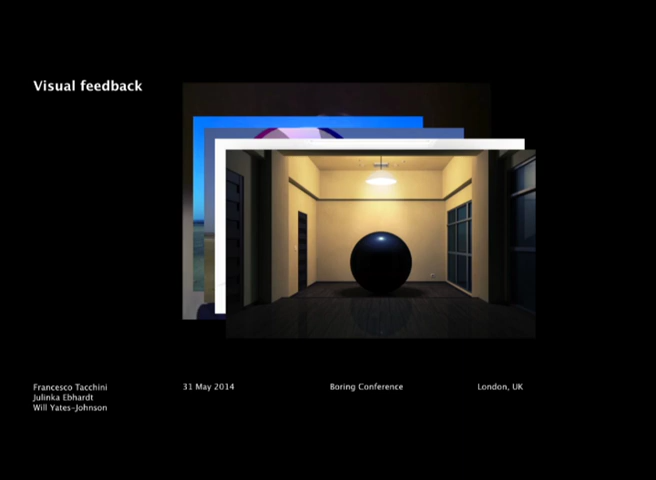 Visual feedback
Francesco Tacchini
Julinka Ebhardt
Will Yates-Johnson
31 May 2014
Boring Conference
London, UK